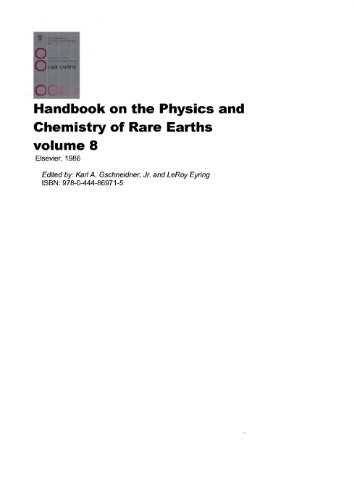 Handbook on the Physics and
Chemistry of Rare Earths
volume 8
Elsevier, 1986
Edited by: Karl A. Gschneidner, Jr. and LeRoy Eyring
ISBN: 978-0-444-86971-5